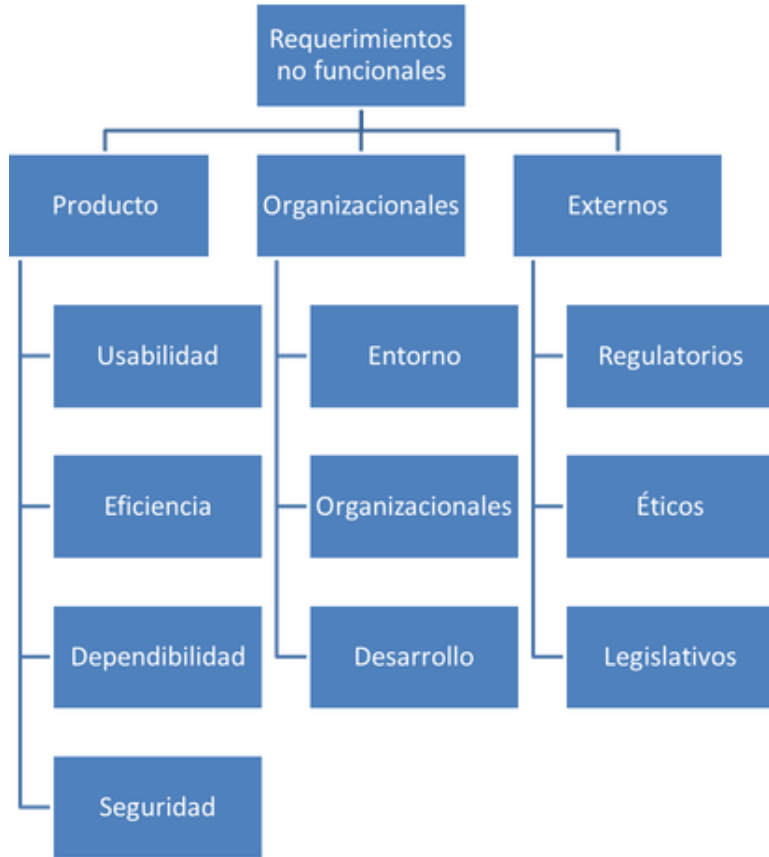 Requerimientos
no funcionales
Producto
Organizacionales
Externos
Usabilidad
Entorno
Regulatorios
Eficiencia
Organizacionales
Éticos
Dependibilidad
Desarrollo
Legislativos
Seguridad